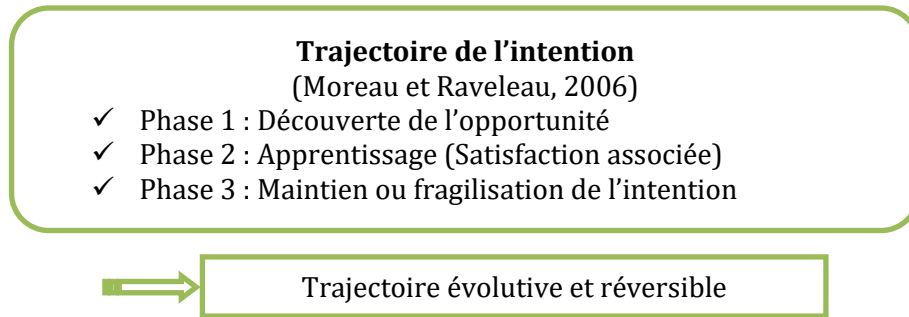 Trajectoire de l’intention
(Moreau et Raveleau, 2006)
✓ Phase 1 : Découverte de l’opportunité
✓ Phase 2 : Apprentissage (Satisfaction associée)
✓ Phase 3 : Maintien ou fragilisation de l’intention
Trajectoire évolutive et réversible